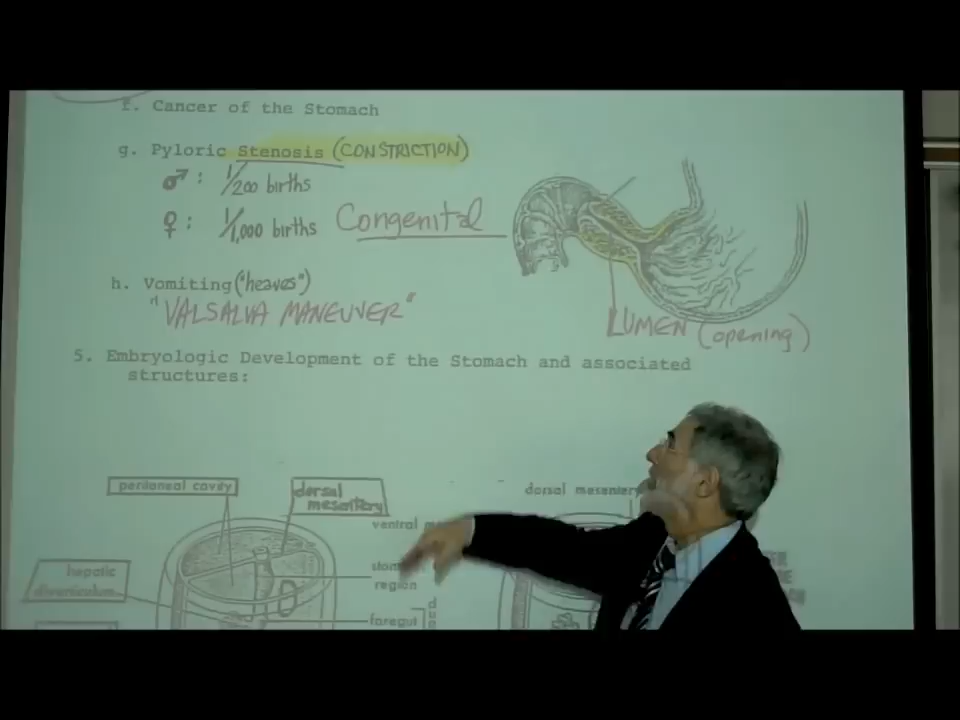 f. Cancer of the Stomach
g. Pyloric Stenosis (CONSTRICTION)
♂: 1/200 births
♀: 1/1,000 births Congenital
h. Vomiting ("heaves")
"VALSALVA MANEUVER"
LUMEN (opening)
5. Embryologic Development of the Stomach and associated
structures:
peritoneal cavity
dorsal
mesentery
dorsal mesentery
ventral
hepatic
diverticulum
region
foregut